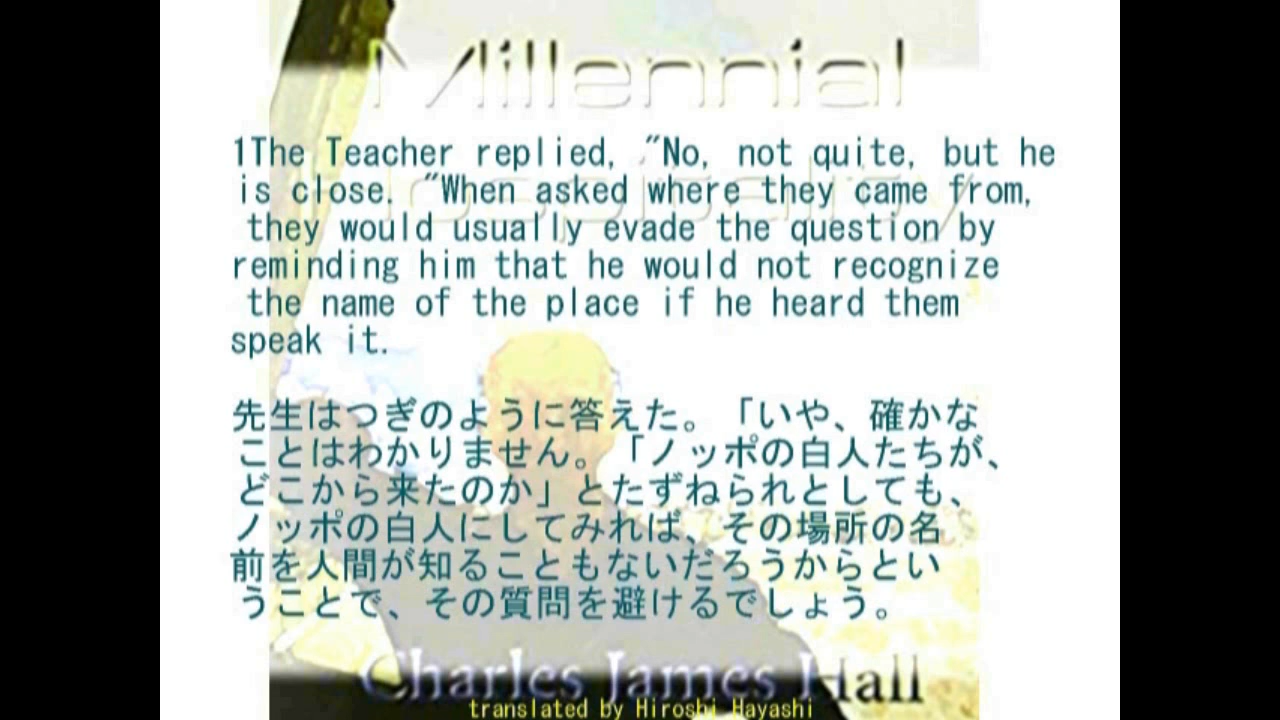 Millennial
Hospitality
1The Teacher replied, "No, not quite, but he
is close. "When asked where they came from,
they would usually evade the question by
reminding him that he would not recognize
the name of the place if he heard them
speak it.
先生はつぎのように答えた。「いや、確かな
ことはわかりません。「ノッポの白人たちが、
どこから来たのか」とたずねられとしても、
ノッポの白人にしてみれば、その場所の名
前を人間が知ることもないだろうからとい
うことで、その質問を避けるでしょう。
Charles James Hall
translated by Hiroshi Hayashi